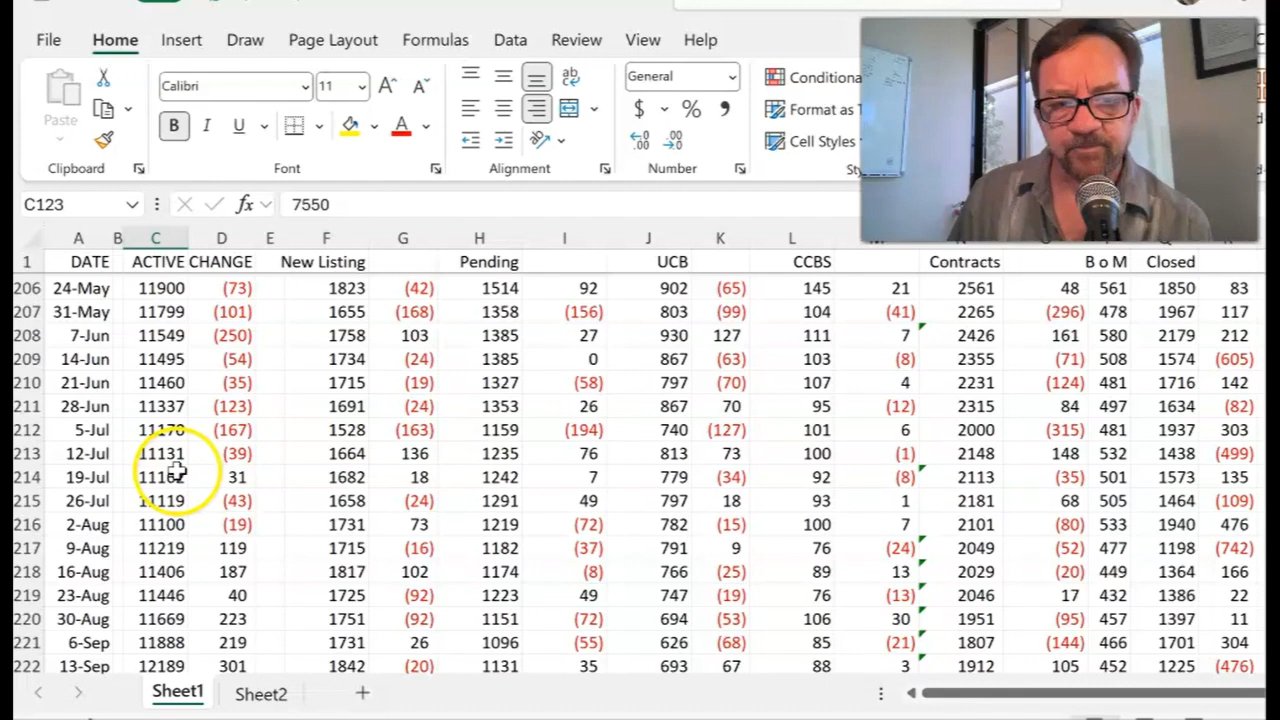 File Home Insert Draw Page Layout Formulas Data Review View Help
Paste
Calibri 11 General Conditiona
B I U $ % , Format as T
Cell Styles
Clipboard Font Alignment Number Sty
C123 fx 7550
A B C D E F G H I J K L
1 DATE ACTIVE CHANGE New Listing Pending UCB CCBS Contracts B o M Closed
206 24-May 11900 (73) 1823 (42) 1514 92 902 (65) 145 21 2561 48 561 1850 83
207 31-May 11799 (101) 1655 (168) 1358 (156) 803 (99) 104 (41) 2265 (296) 478 1967 117
208 7-Jun 11549 (250) 1758 103 1385 27 930 127 111 7 2426 161 580 2179 212
209 14-Jun 11495 (54) 1734 (24) 1385 0 867 (63) 103 (8) 2355 (71) 508 1574 (605)
210 21-Jun 11460 (35) 1715 (19) 1327 (58) 797 (70) 107 4 2231 (124) 481 1716 142
211 28-Jun 11337 (123) 1691 (24) 1353 26 867 70 95 (12) 2315 84 497 1634 (82)
212 5-Jul 11170 (167) 1528 (163) 1159 (194) 740 (127) 101 6 2000 (315) 481 1937 303
213 12-Jul 11131 (39) 1664 136 1235 76 813 73 100 (1) 2148 148 532 1438 (499)
214 19-Jul 31 1682 18 1242 7 779 (34) 92 (8) 2113 (35) 501 1573 135
215 26-Jul 11119 (43) 1658 (24) 1291 49 797 18 93 1 2181 68 505 1464 (109)
216 2-Aug 11100 (19) 1731 73 1219 (72) 782 (15) 100 7 2101 (80) 533 1940 476
217 9-Aug 11219 119 1715 (16) 1182 (37) 791 9 76 (24) 2049 (52) 477 1198 (742)
218 16-Aug 11406 187 1817 102 1174 (8) 766 (25) 89 13 2029 (20) 449 1364 166
219 23-Aug 11446 40 1725 (92) 1223 49 747 (19) 76 (13) 2046 17 432 1386 22
220 30-Aug 11669 223 1751 (92) 1151 (72) 694 (53) 106 30 1951 (95) 457 1397 11
221 6-Sep 11888 219 1731 26 1096 (55) 626 (68) 85 (21) 1807 (144) 466 1701 304
222 13-Sep 12189 301 1842 (20) 1131 35 693 67 88 3 1912 105 452 1225 (476)
Sheet1 Sheet2